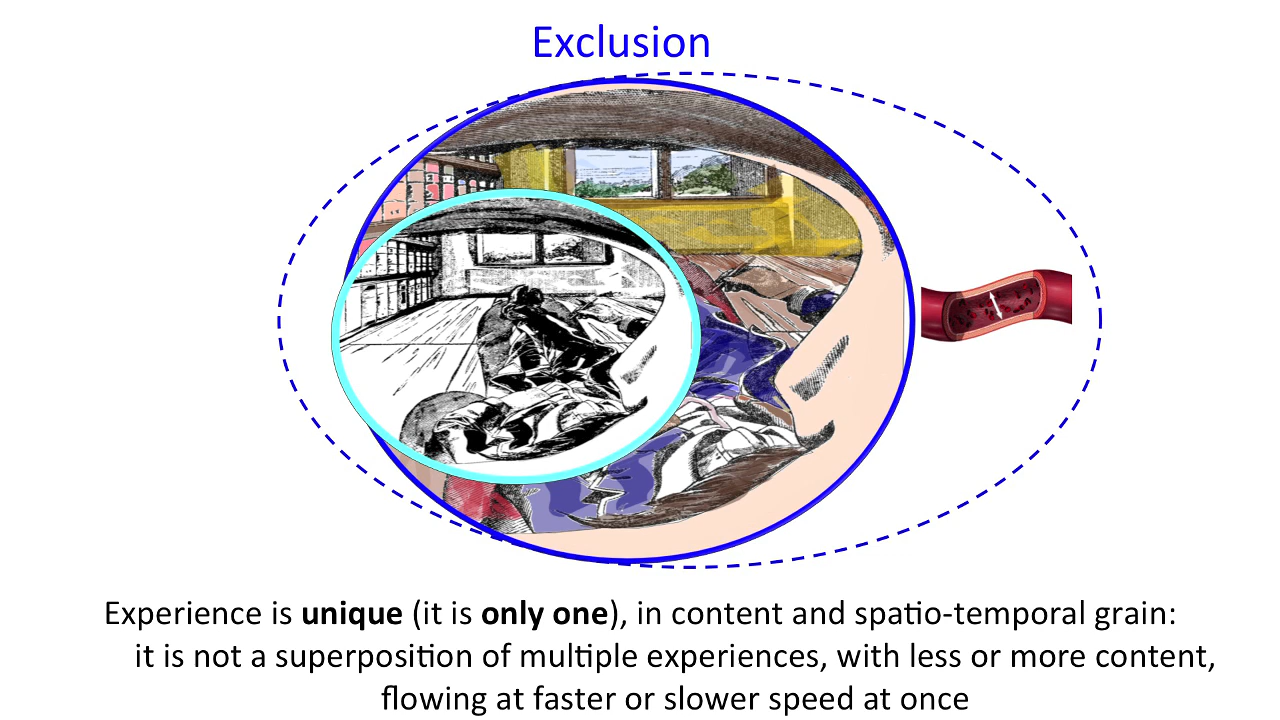 Exclusion
Experience is unique (it is only one), in content and spatio-temporal grain:
it is not a superposition of multiple experiences, with less or more content,
flowing at faster or slower speed at once